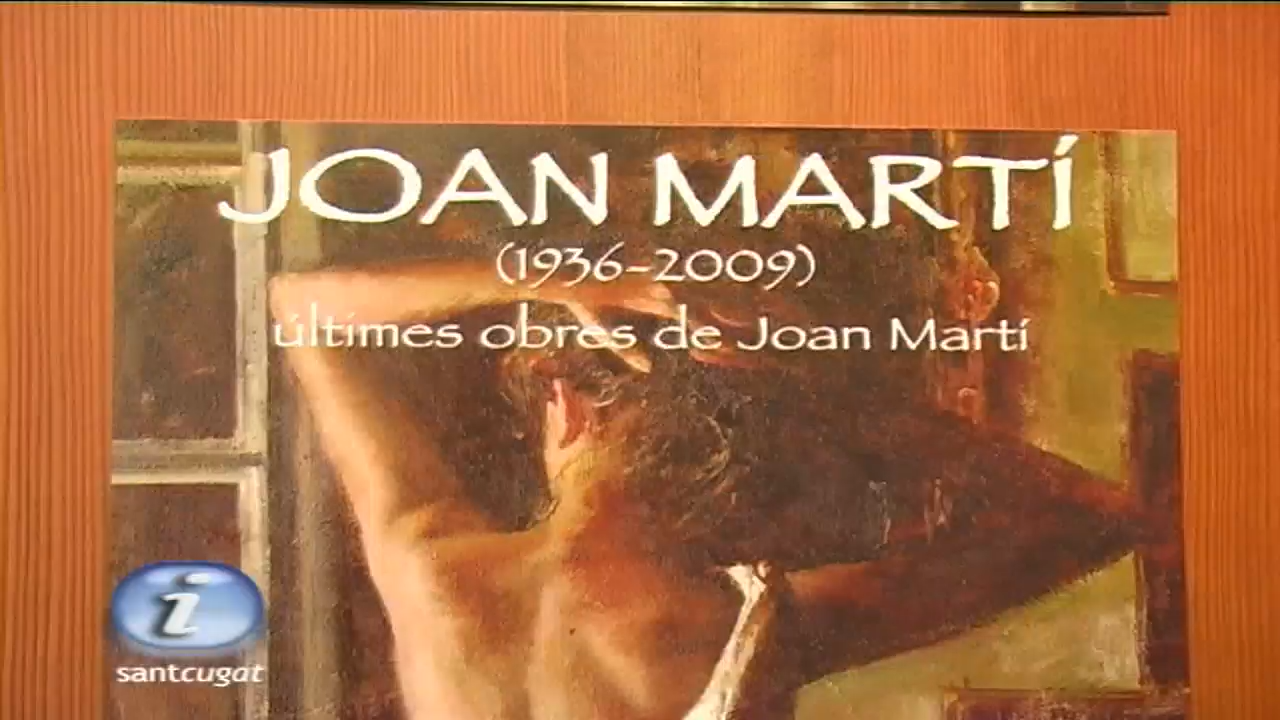 JOAN MARTÍ
(1936-2009)
últimes obres de Joan Martí
i
santcugat